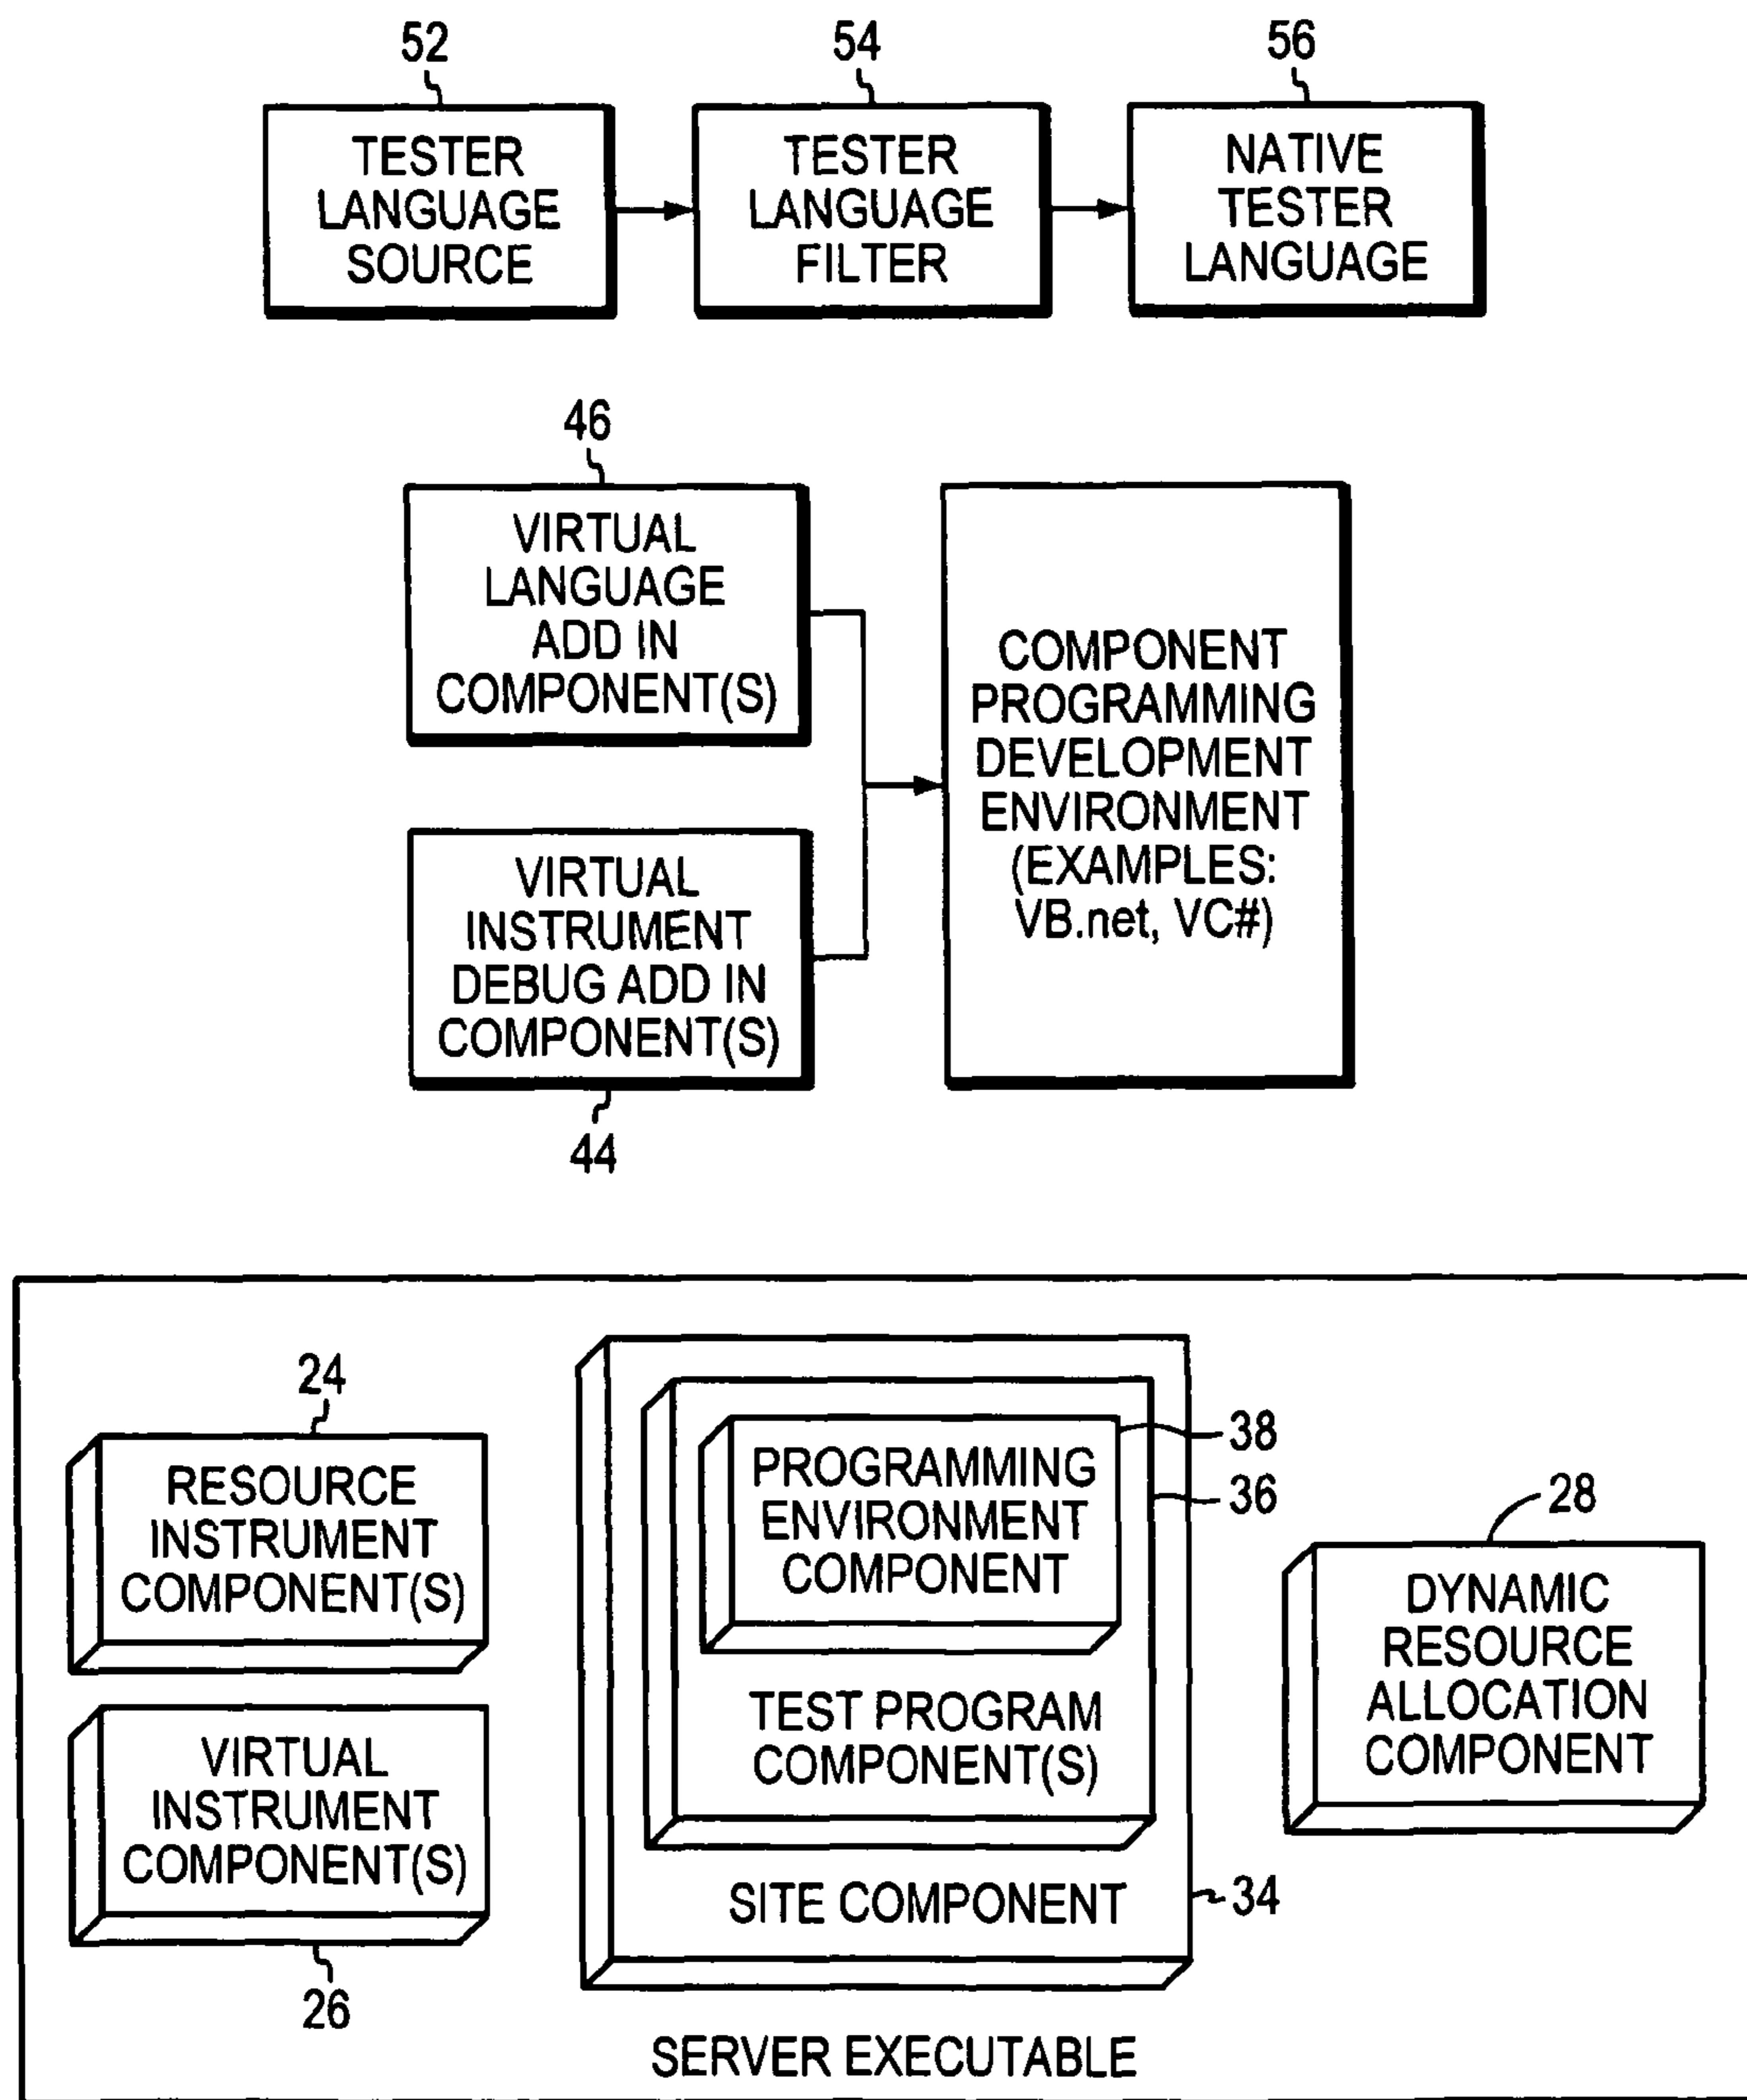 52
54
56
TESTER
LANGUAGE
SOURCE
TESTER
LANGUAGE
FILTER
NATIVE
TESTER
LANGUAGE
46
VIRTUAL
LANGUAGE
ADD IN
COMPONENT(S)
VIRTUAL
INSTRUMENT
DEBUG ADD IN
COMPONENT(S)
44
COMPONENT
PROGRAMMING
DEVELOPMENT
ENVIRONMENT
(EXAMPLES:
VB.net, VC#)
24
RESOURCE
INSTRUMENT
COMPONENT(S)
VIRTUAL
INSTRUMENT
COMPONENT(S)
26
PROGRAMMING
ENVIRONMENT
COMPONENT
38
36
TEST PROGRAM
COMPONENT(S)
SITE COMPONENT
34
28
DYNAMIC
RESOURCE
ALLOCATION
COMPONENT
SERVER EXECUTABLE